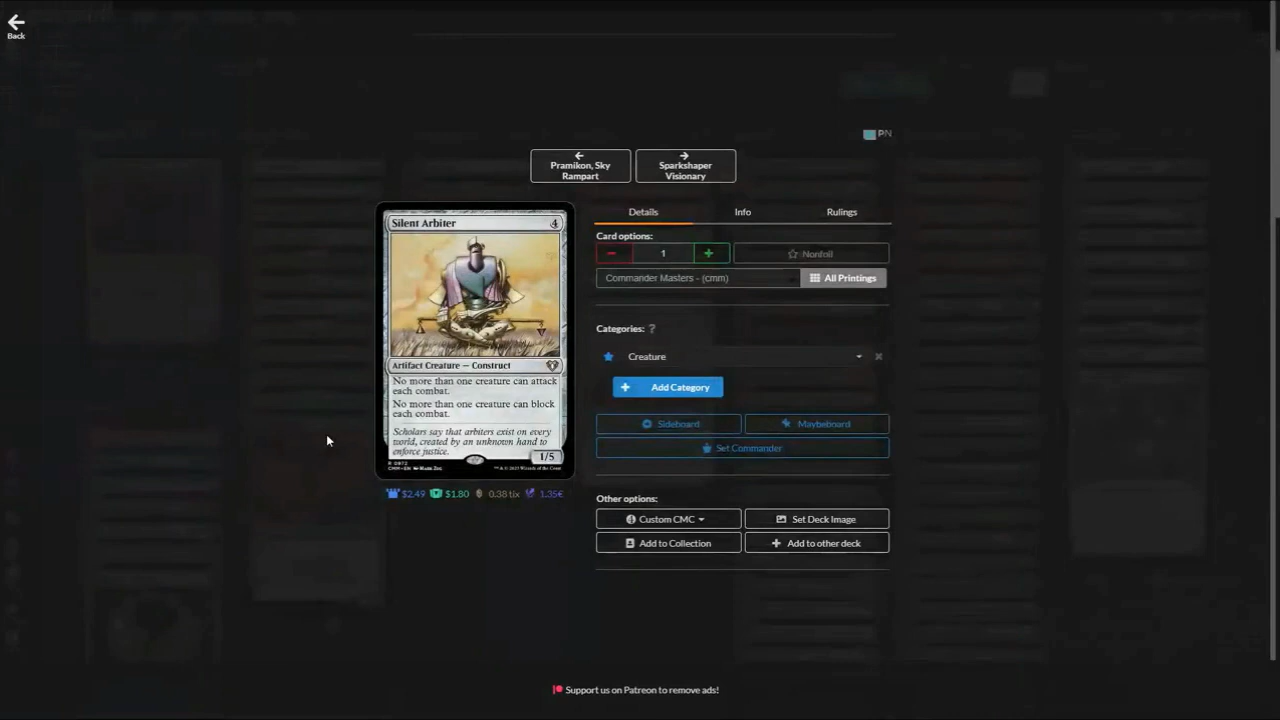 Back
PN
Pramikon, Sky
Rampart
Sparkshaper
Visionary
Silent Arbiter 4
Artifact Creature — Construct
No more than one creature can attack
each combat.
No more than one creature can block
each combat.
Scholars say that arbiters exist on every
world, created by an unknown hand to
enforce justice.
1/5
$2.49 $1.80 0.38 tix 1.35€
Details Info Rulings
Card options:
1 Nonfoil
Commander Masters - (cmm) All Printings
Categories: ?
Creature
Add Category
Sideboard Maybeboard
Set Commander
Other options:
Custom CMC Set Deck Image
Add to Collection Add to other deck
Support us on Patreon to remove ads!